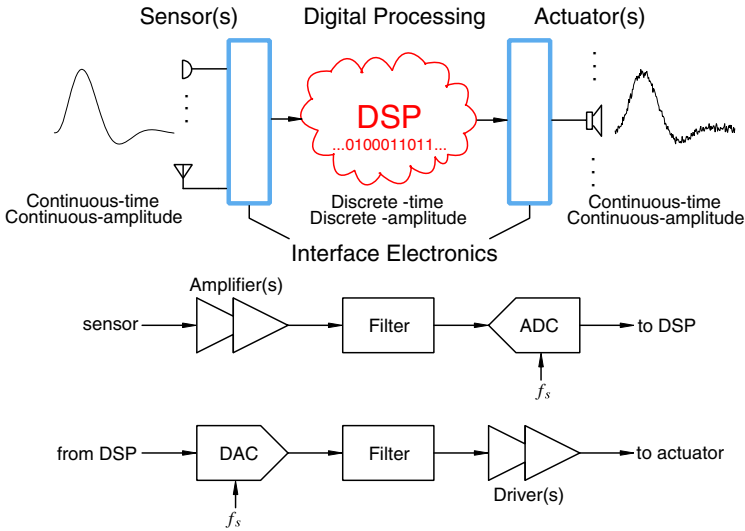 Sensor(s) Digital Processing Actuator(s)
DSP
...0100011011...
Continuous-time
Continuous-amplitude
Discrete -time
Discrete -amplitude
Continuous-time
Continuous-amplitude
Interface Electronics
Amplifier(s)
sensor Filter ADC to DSP
fs
from DSP DAC Filter to actuator
Driver(s)
fs